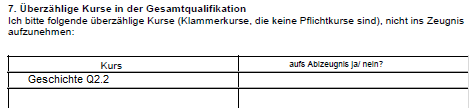 7. Überzählige Kurse in der Gesamtqualifikation
Ich bitte folgende überzählige Kurse (Klammerkurse, die keine Pflichtkurse sind), nicht ins Zeugnis
aufzunehmen:
Kurs aufs Abizeugnis ja/ nein?
Geschichte Q2.2